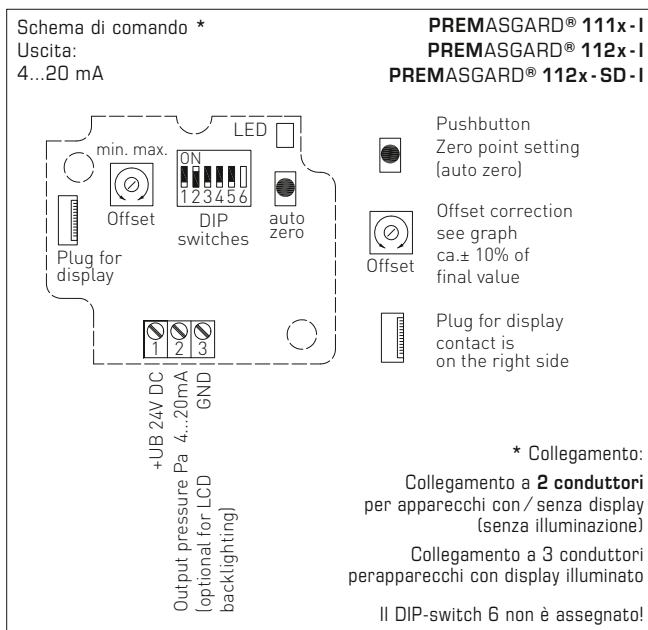 Schema di comando *
Uscita:
4...20 mA
PREMASGARD® 111x-I
PREMASGARD® 112x-I
PREMASGARD® 112x-SD-I
LED
min. max.
ON
1 2 3 4 5 6
Offset
DIP
switches
auto
zero
Plug for
display
1 2 3
+UB 24V DC
Output pressure Pa 4...20mA
GND
(optional for LCD
backlighting)
Pushbutton
Zero point setting
(auto zero)
Offset
Offset correction
see graph
ca.± 10% of
final value
Plug for display
contact is
on the right side
* Collegamento:
Collegamento a 2 conduttori
per apparecchi con / senza display
(senza illuminazione)
Collegamento a 3 conduttori
perapparecchi con display illuminato
Il DIP-switch 6 non è assegnato!